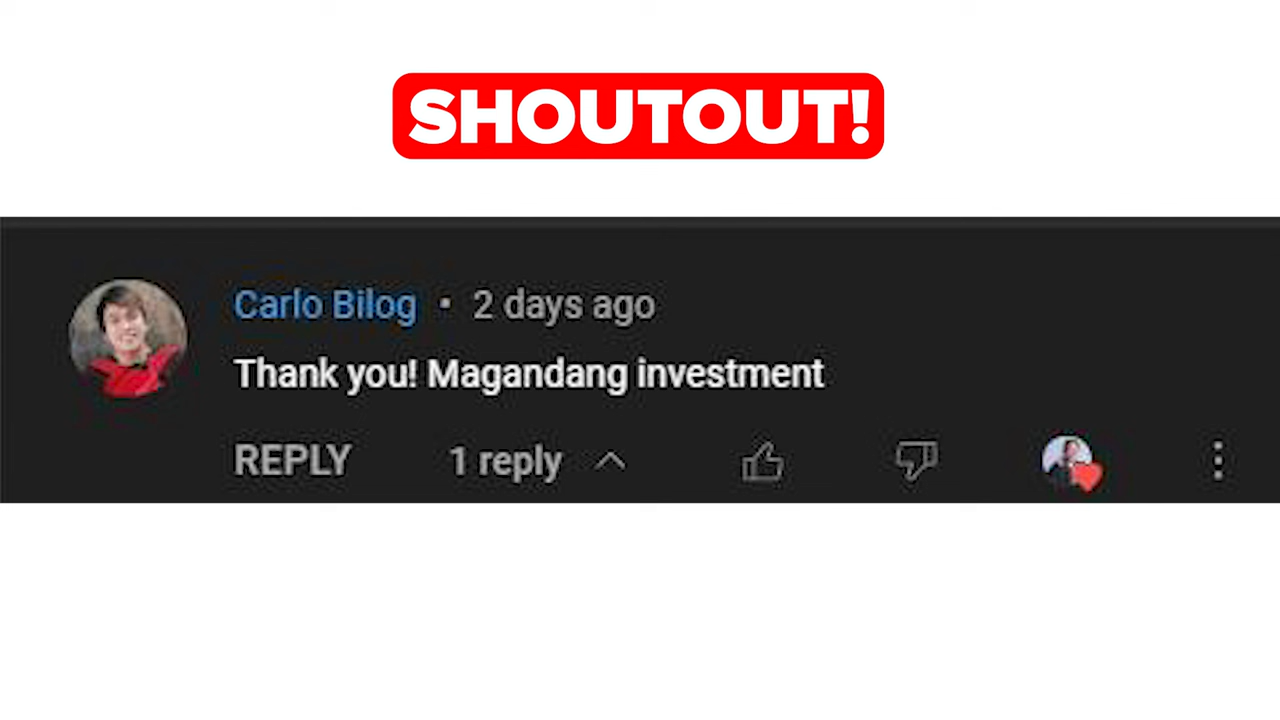 SHOUTOUT!
Carlo Bilog • 2 days ago
Thank you! Magandang investment
REPLY 1 reply